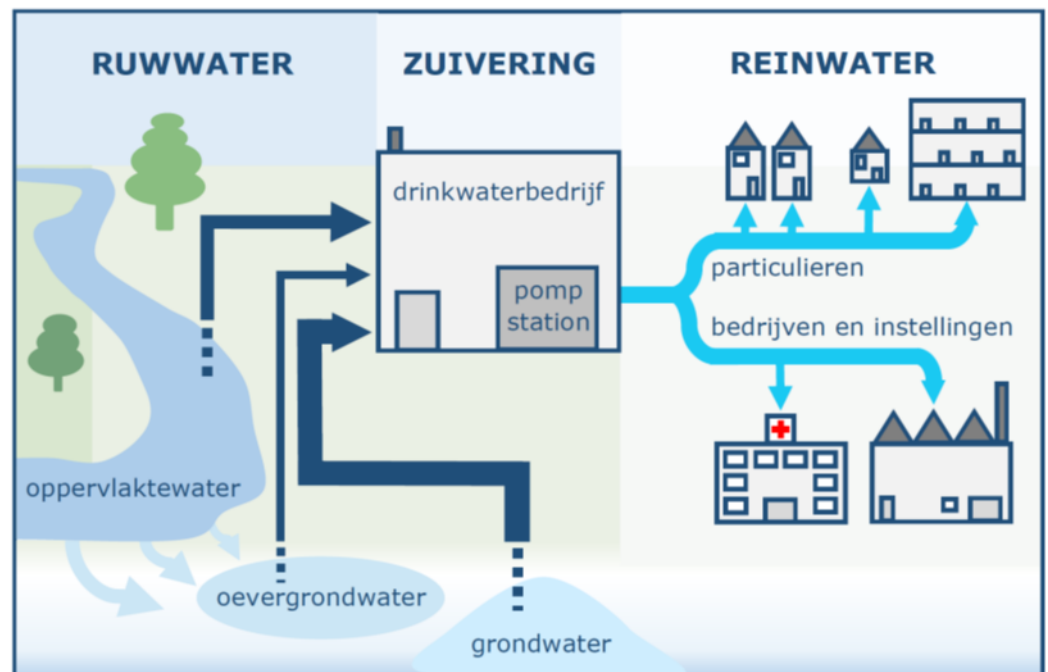 RUWWATER
ZUIVERING
REINWATER
drinkwaterbedrijf
pomp
station
particulieren
bedrijven en instellingen
oppervlaktewater
oevergrondwater
grondwater